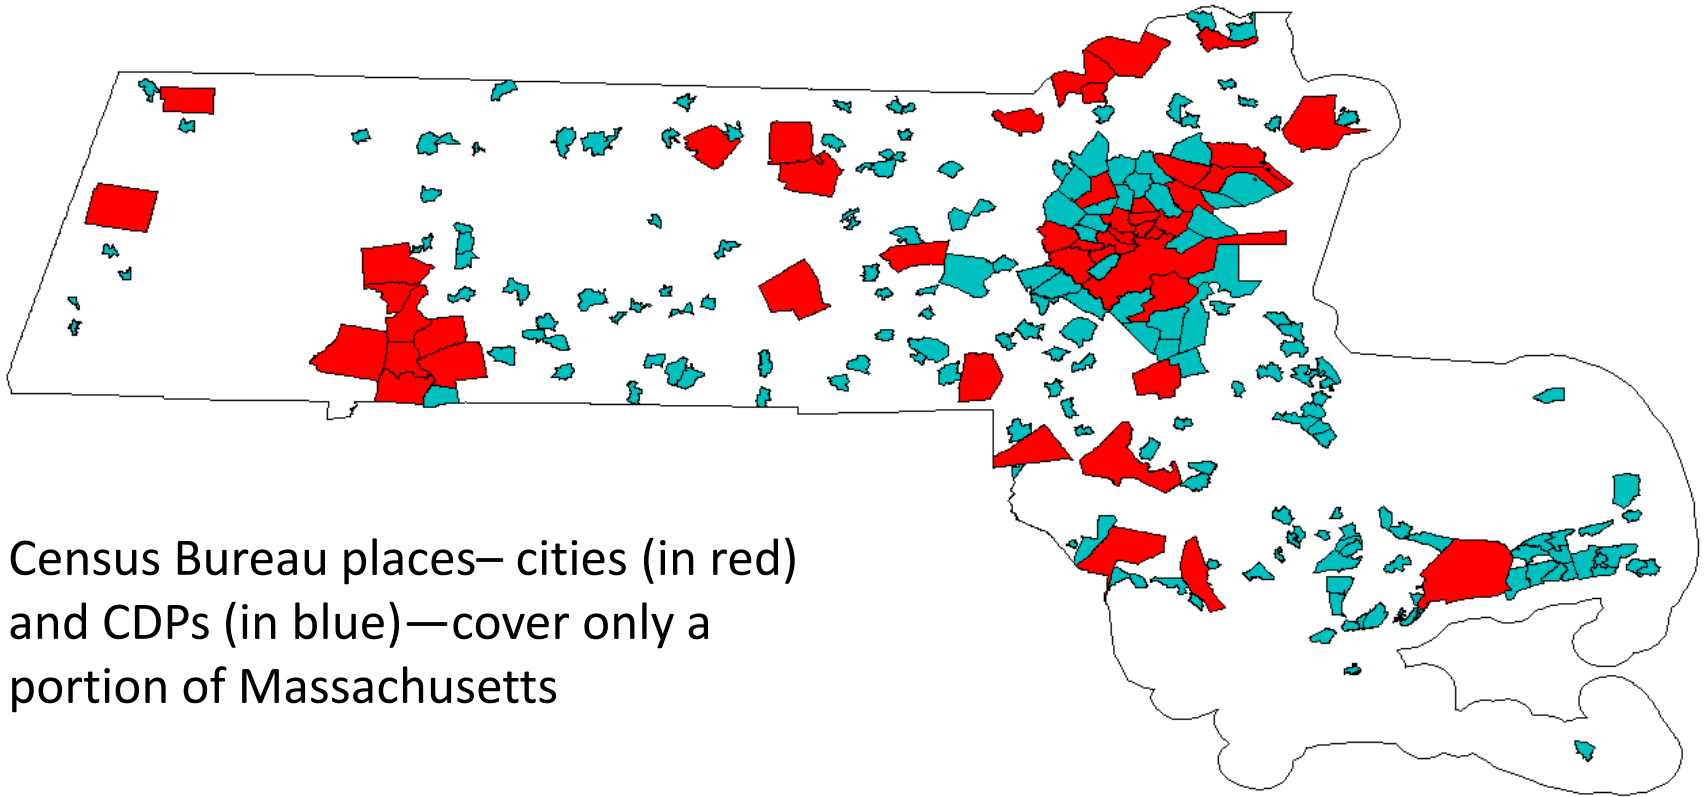 Census Bureau places– cities (in red)
and CDPs (in blue)—cover only a
portion of Massachusetts